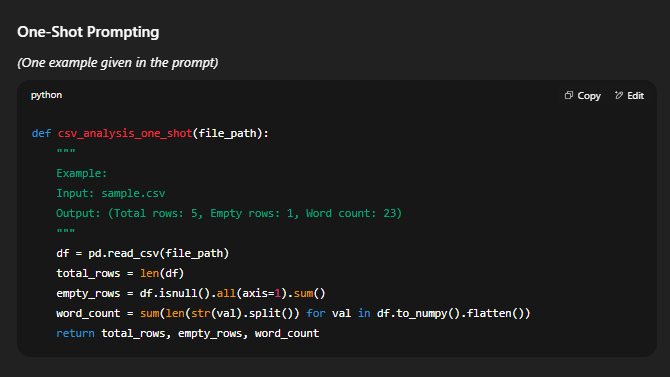 One-Shot Prompting
(One example given in the prompt)
python
Copy Edit
def csv_analysis_one_shot(file_path):
    """
    Example:
    Input: sample.csv
    Output: (Total rows: 5, Empty rows: 1, Word count: 23)
    """
    df = pd.read_csv(file_path)
    total_rows = len(df)
    empty_rows = df.isnull().all(axis=1).sum()
    word_count = sum(len(str(val).split()) for val in df.to_numpy().flatten())
    return total_rows, empty_rows, word_count